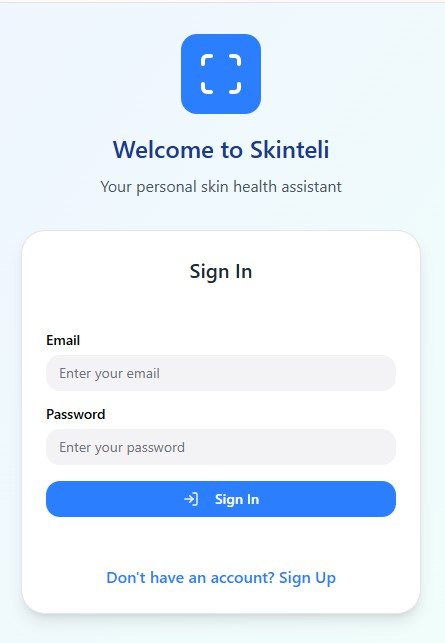 Welcome to Skinteli
Your personal skin health assistant
Sign In
Email
Enter your email
Password
Enter your password
Sign In
Don't have an account? Sign Up